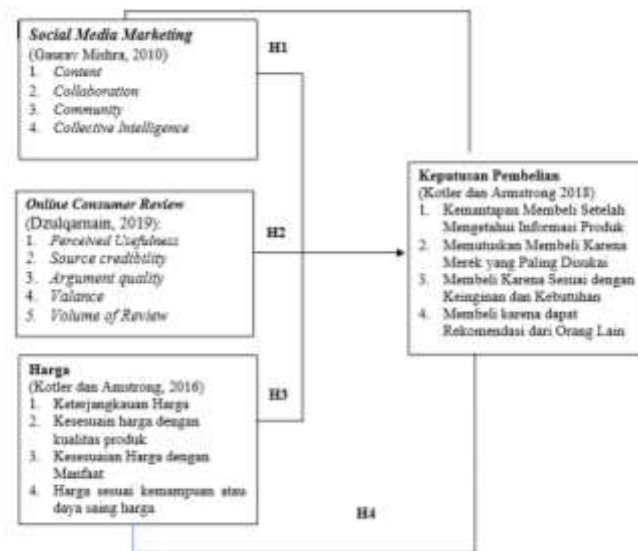 Social Media Marketing
(Gaurav Mishra, 2010)
1. Content
2. Collaboration
3. Community
4. Collective Intelligence
H1
Online Consumer Review
(Dzulqarnain, 2019):
1. Perceived Usefulness
2. Source credibility
3. Argument quality
4. Valance
5. Volume of Review
H2
Harga
(Kotler dan Amstrong, 2016)
1. Keterjangkauan Harga
2. Kesesuain harga dengan
kualitas produk
3. Kesesuaian Harga dengan
Manfaat
4. Harga sesuai kemampuan atau
daya saing harga
H3
Keputusan Pembelian
(Kotler dan Armstrong 2018)
1. Kemantapan Membeli Setelah
Mengetahui Informasi Produk
2. Memutuskan Membeli Karena
Merek yang Paling Disukai
3. Membeli Karena Sesuai dengan
Keinginan dan Kebutuhan
4. Membeli karena dapat
Rekomendasi dari Orang Lain
H4